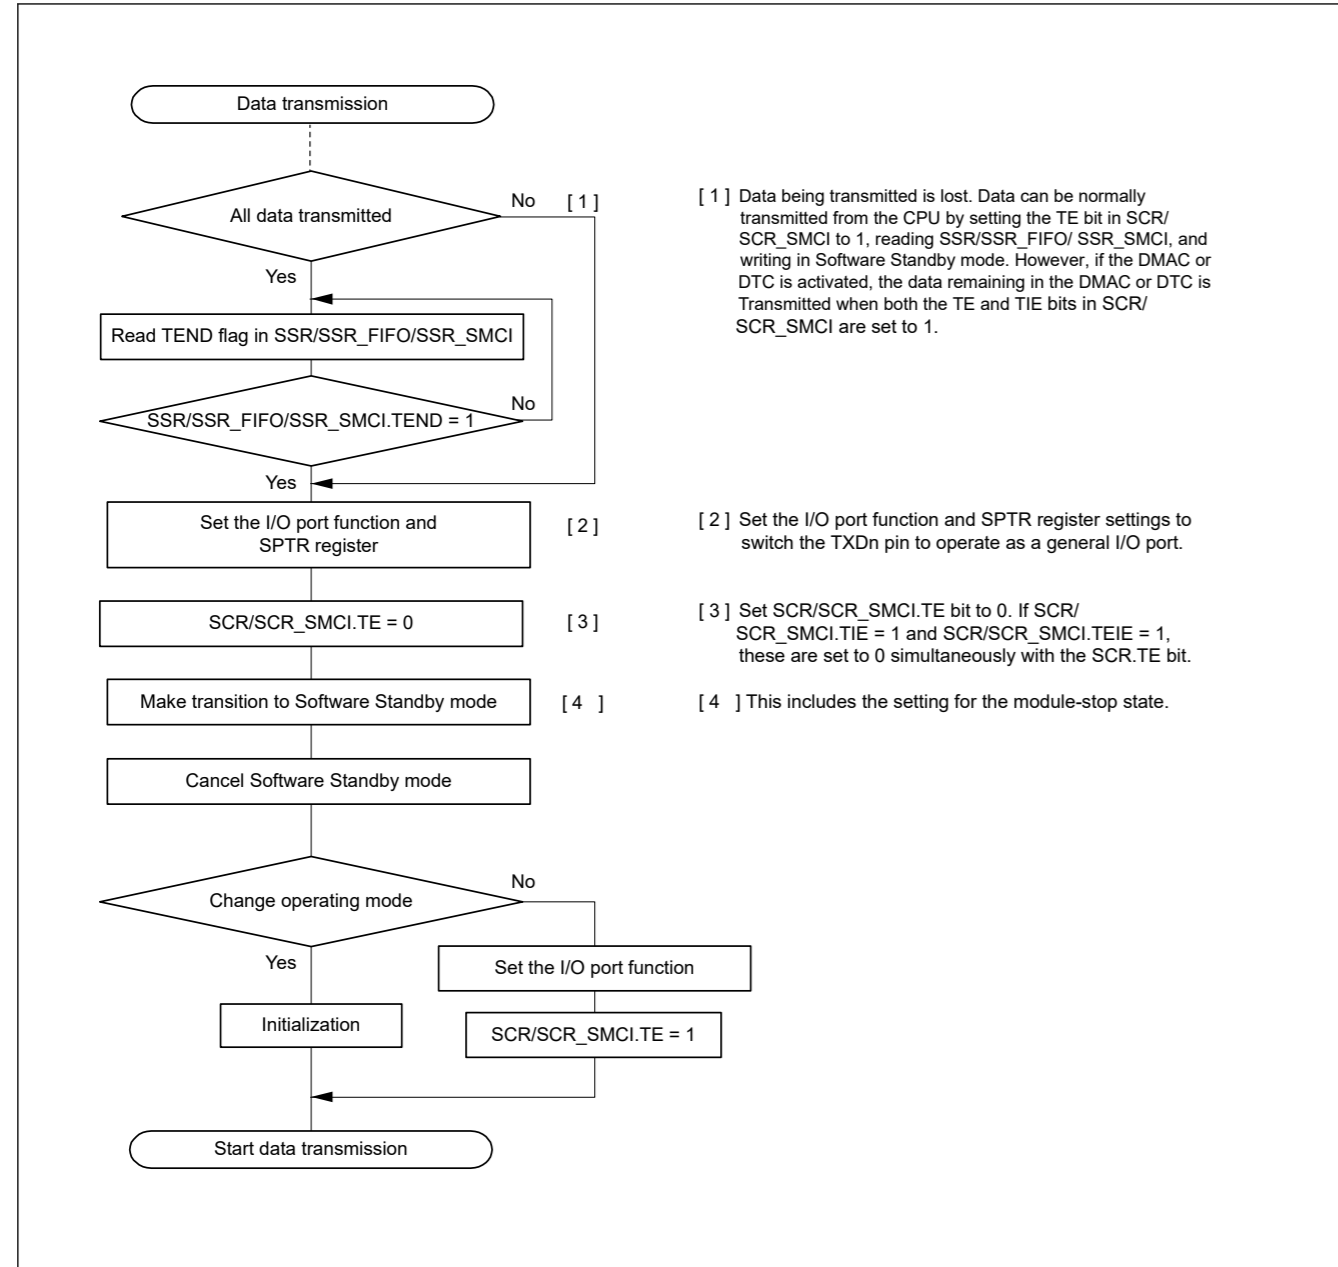 Data transmission
All data transmitted
No
[ 1 ]
Yes
Read TEND flag in SSR/SSR_FIFO/SSR_SMCI
SSR/SSR_FIFO/SSR_SMCI.TEND = 1
No
Yes
Set the I/O port function and
SPTR register
[ 2 ]
SCR/SCR_SMCI.TE = 0
[ 3 ]
Make transition to Software Standby mode
[ 4 ]
Cancel Software Standby mode
Change operating mode
No
Yes
Set the I/O port function
Initialization
SCR/SCR_SMCI.TE = 1
Start data transmission
[ 1 ] Data being transmitted is lost. Data can be normally
transmitted from the CPU by setting the TE bit in SCR/
SCR_SMCI to 1, reading SSR/SSR_FIFO/ SSR_SMCI, and
writing in Software Standby mode. However, if the DMAC or
DTC is activated, the data remaining in the DMAC or DTC is
Transmitted when both the TE and TIE bits in SCR/
SCR_SMCI are set to 1.
[ 2 ] Set the I/O port function and SPTR register settings to
switch the TXDn pin to operate as a general I/O port.
[ 3 ] Set SCR/SCR_SMCI.TE bit to 0. If SCR/
SCR_SMCI.TIE = 1 and SCR/SCR_SMCI.TEIE = 1,
these are set to 0 simultaneously with the SCR.TE bit.
[ 4 ] This includes the setting for the module-stop state.